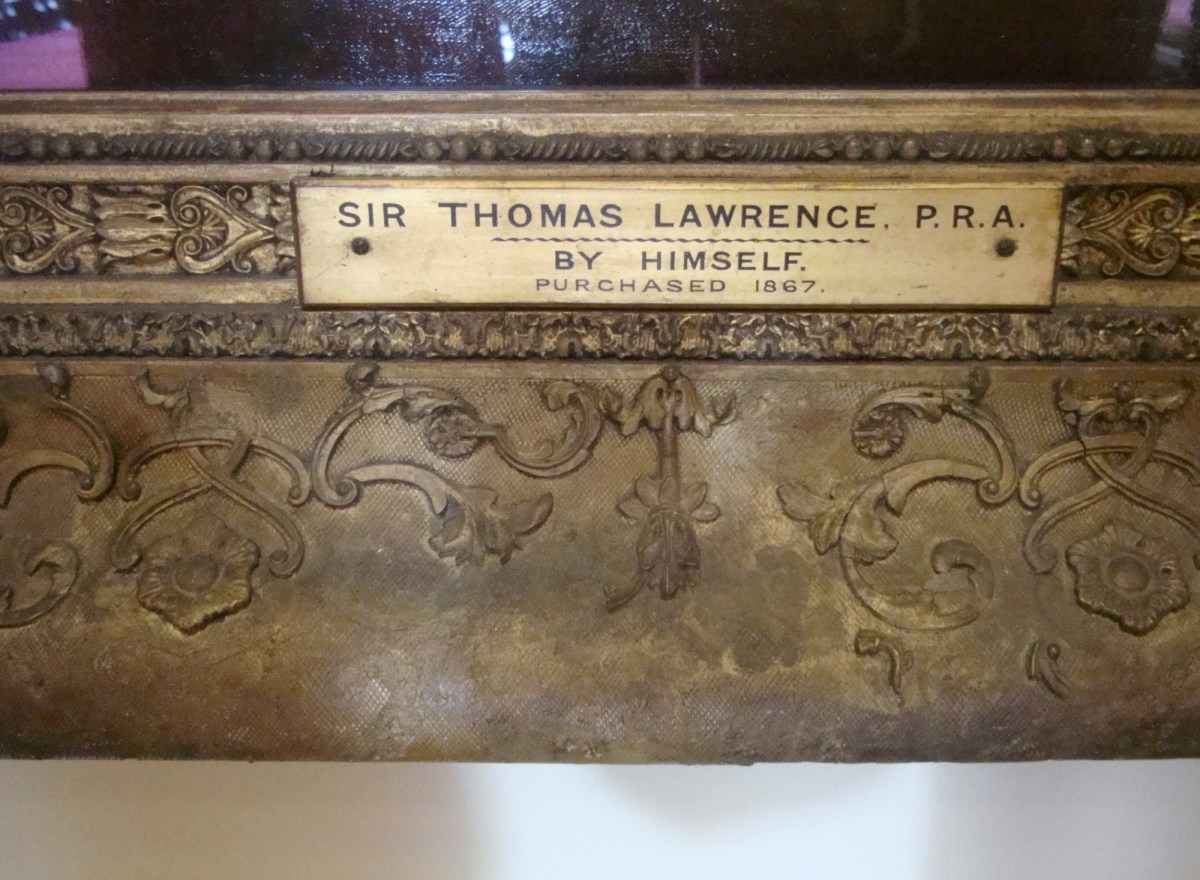 SIR THOMAS LAWRENCE, P.R.A.
BY HIMSELF.
PURCHASED 1867.